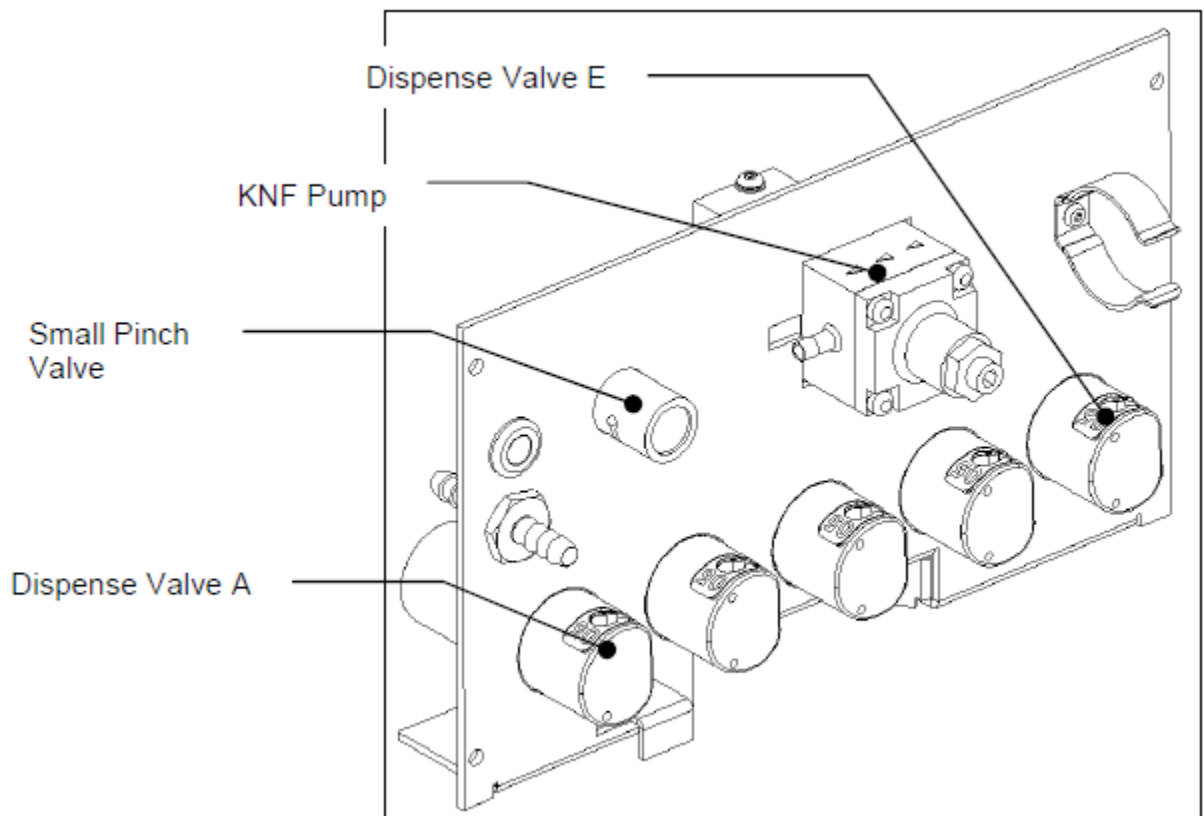 Dispense Valve E
KNF Pump
Small Pinch
Valve
Dispense Valve A